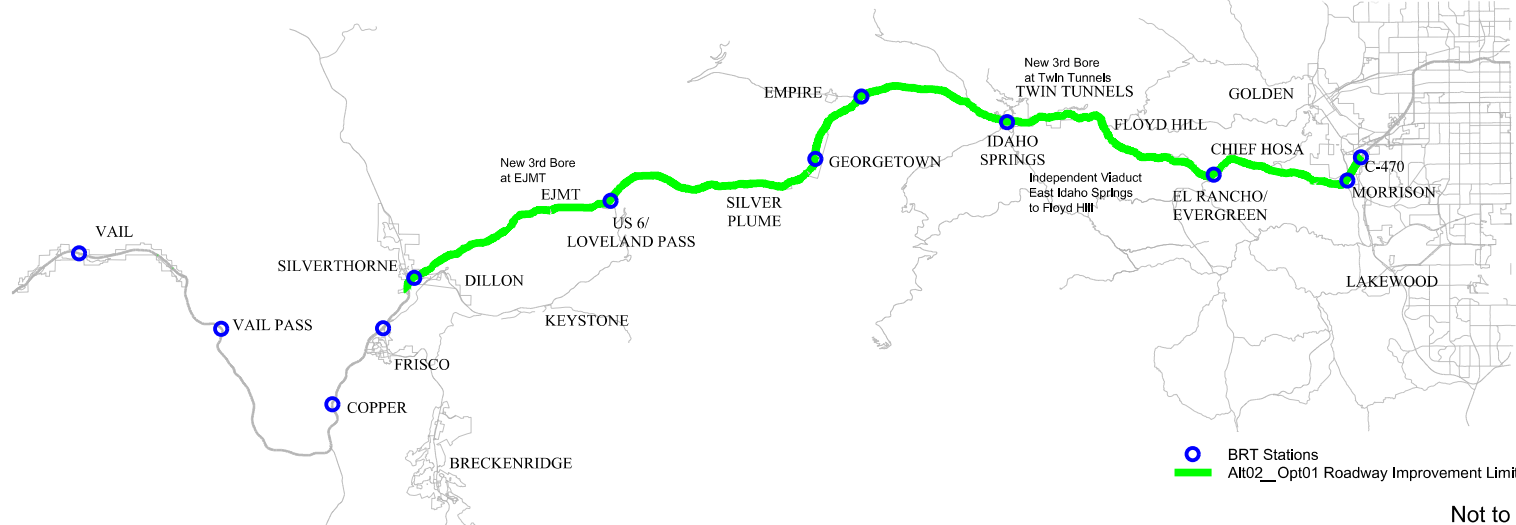 New 3rd Bore
at Twin Tunnels
TWIN TUNNELS
EMPIRE
GOLDEN
FLOYD HILL
IDAHO
SPRINGS
CHIEF HOSA
New 3rd Bore
at EJMT
GEORGETOWN
C-470
EJMT
Independent Viaduct
East Idaho Springs
to Floyd Hill
MORRISON
EL RANCHO/
EVERGREEN
SILVER
PLUME
US 6/
LOVELAND PASS
VAIL
SILVERTHORNE
DILLON
LAKEWOOD
KEYSTONE
VAIL PASS
FRISCO
COPPER
BRECKENRIDGE
BRT Stations
Alt02__Opt01 Roadway Improvement Limit
Not to